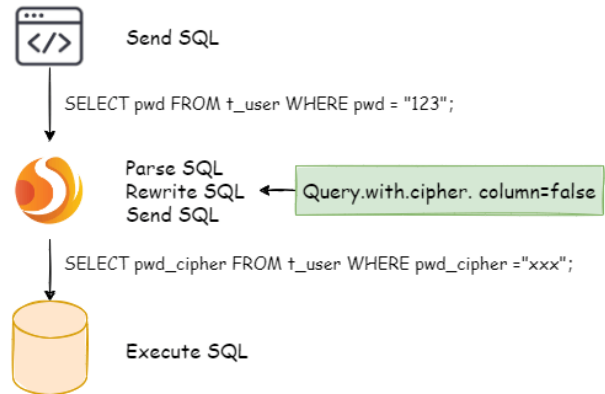 </>
Send SQL
SELECT pwd FROM t_user WHERE pwd = "123";
Parse SQL
Rewrite SQL
Send SQL
Query.with.cipher. column=false
SELECT pwd_cipher FROM t_user WHERE pwd_cipher ="xxx";
Execute SQL